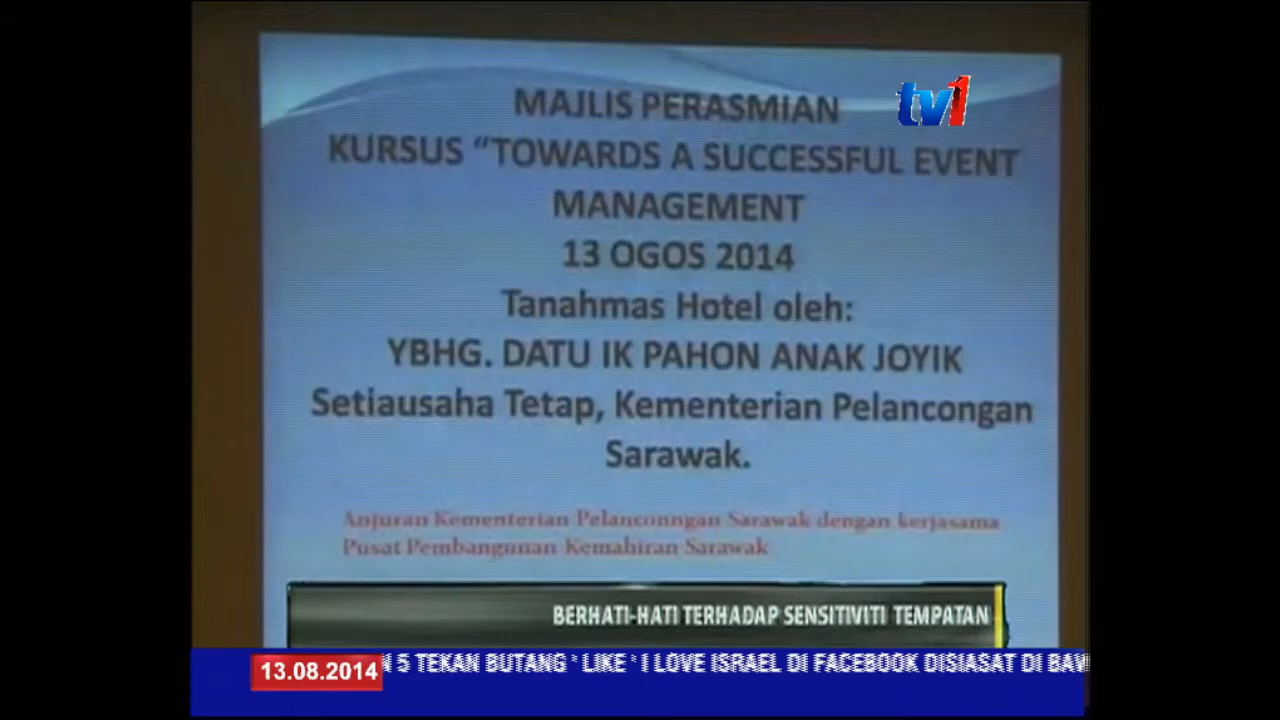 tv1
MAJLIS PERASMIAN
KURSUS “TOWARDS A SUCCESSFUL EVENT
MANAGEMENT
13 OGOS 2014
Tanahmas Hotel oleh:
YBHG. DATU IK PAHON ANAK JOYIK
Setiausaha Tetap, Kementerian Pelancongan
Sarawak.
Anjuran Kementerian Pelanconngan Sarawak dengan kerjasama
Pusat Pembangunan Kemahiran Sarawak
BERHATI-HATI TERHADAP SENSITIVITI TEMPATAN
13.08.2014 N 5 TEKAN BUTANG " LIKE " I LOVE ISRAEL DI FACEBOOK DISIASAT DI